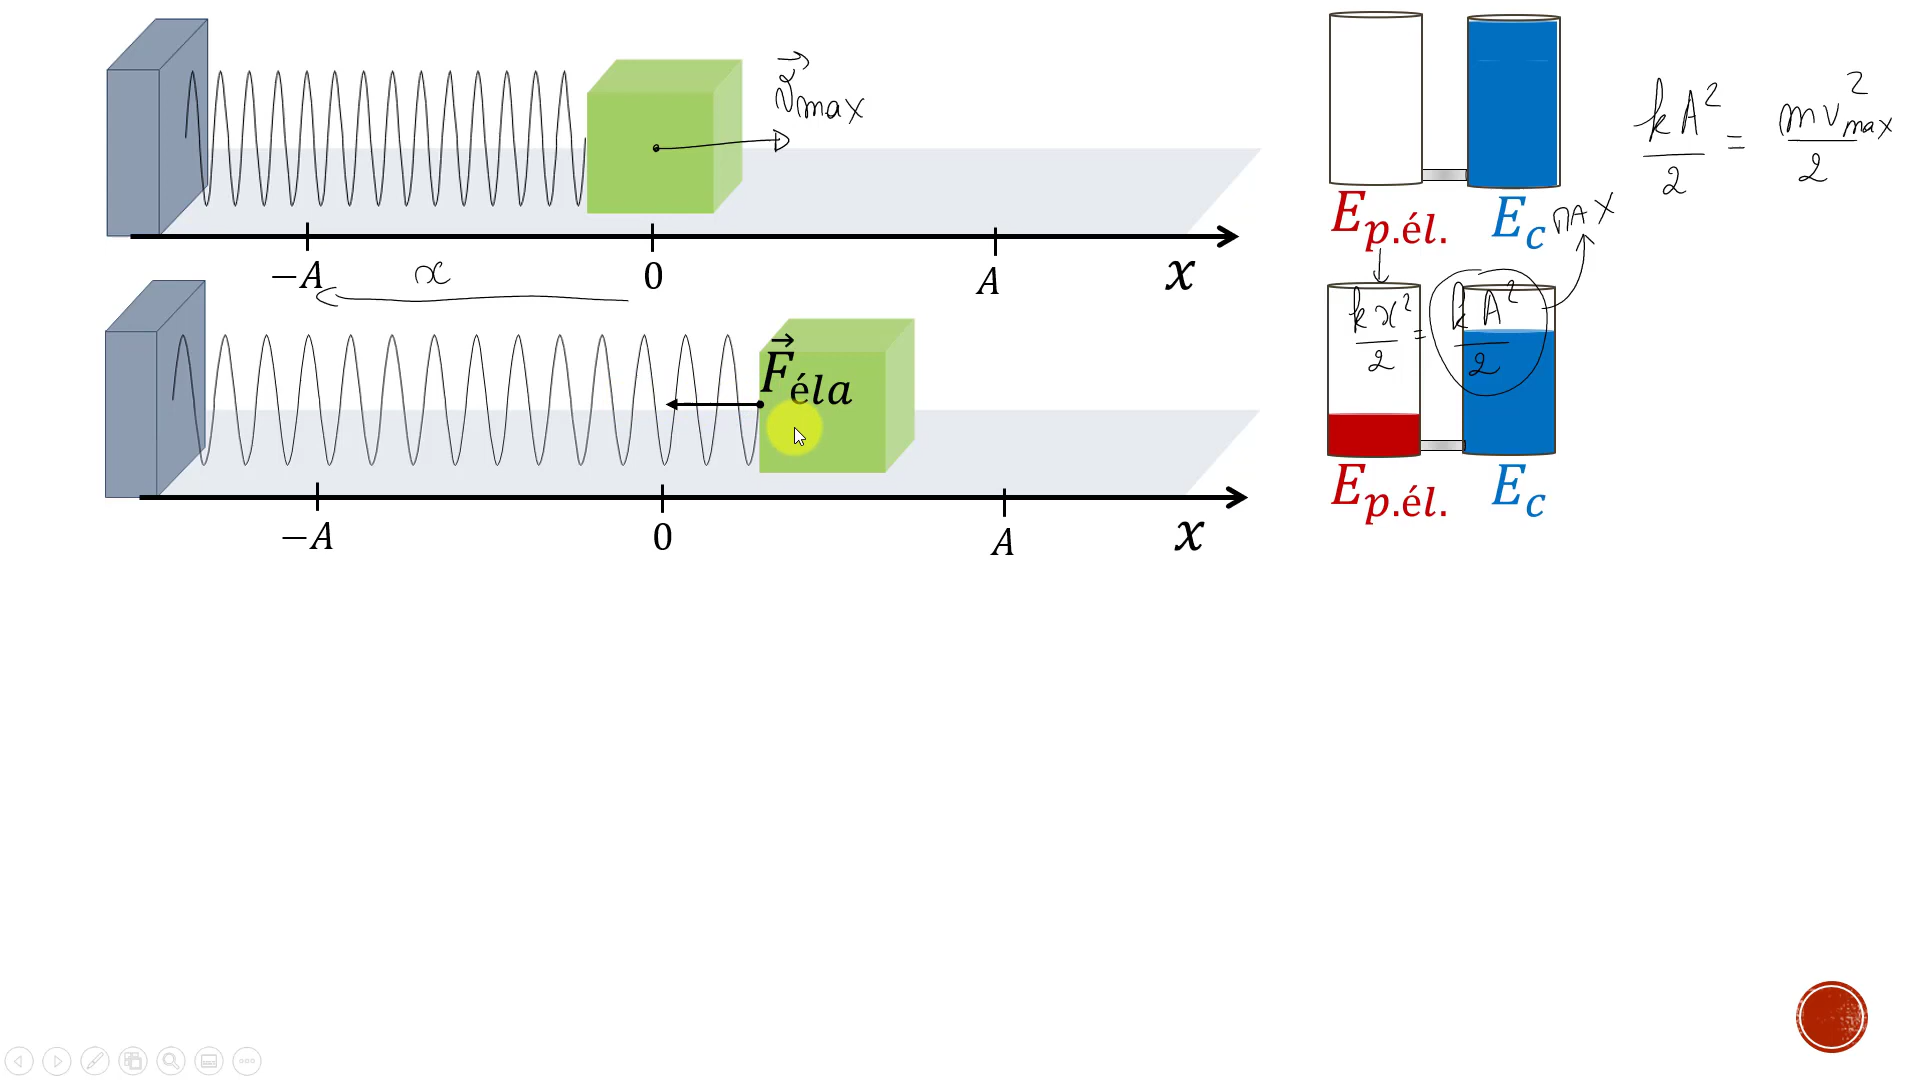 v⃗max
kA²/2 = mv²max/2
Ep.él. Ec MAX
−A x 0 A x
kx²/2 = kA²/2
F⃗éla
Ep.él. Ec
−A 0 A x